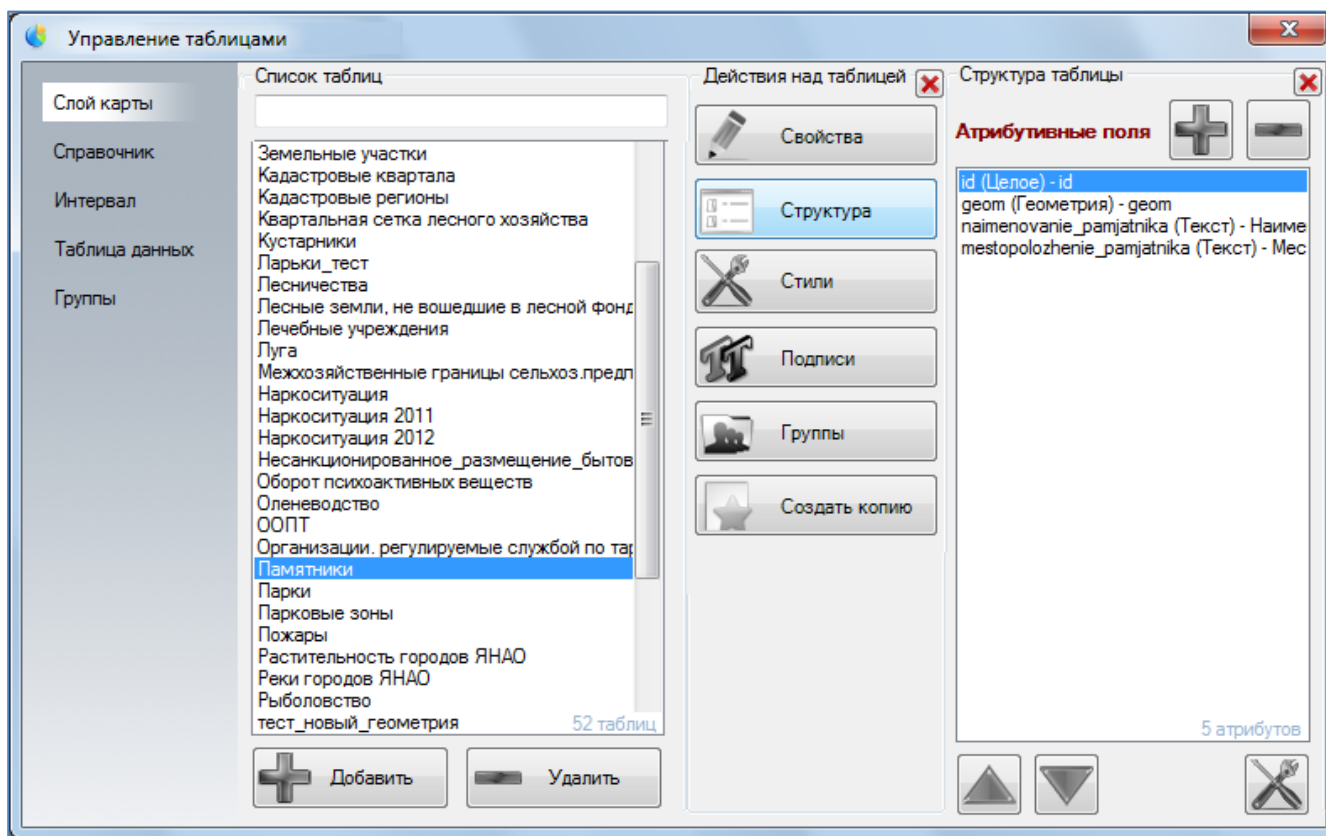 Управление таблицами
Слой карты
Справочник
Интервал
Таблица данных
Группы
Список таблиц
Земельные участки
Кадастровые квартала
Кадастровые регионы
Квартальная сетка лесного хозяйства
Кустарники
Ларьки_тест
Лесничества
Лесные земли, не вошедшие в лесной Фонд
Лечебные учреждения
Луга
Межхозяйственные границы сельхоз.предп
Наркоситуация
Наркоситуация 2011
Наркоситуация 2012
Несанкционированное_размещение_бытов
Оборот психоактивных веществ
Оленеводство
ООПТ
Организации. регулируемые службой по тар
Памятники
Парки
Парковые зоны
Пожары
Растительность городов ЯНАО
Реки городов ЯНАО
Рыболовство
тест_новый_геометрия
52 таблиц
Добавить
Удалить
Действия над таблицей
Свойства
Структура
Стили
Подписи
Группы
Создать копию
Структура таблицы
Атрибутивные поля
id (Целое) - id
geom (Геометрия) - geom
naimenovanie_pamjatnika (Текст) - Наиме
mestopolozhenie_pamjatnika (Текст) - Мес
5 атрибутов